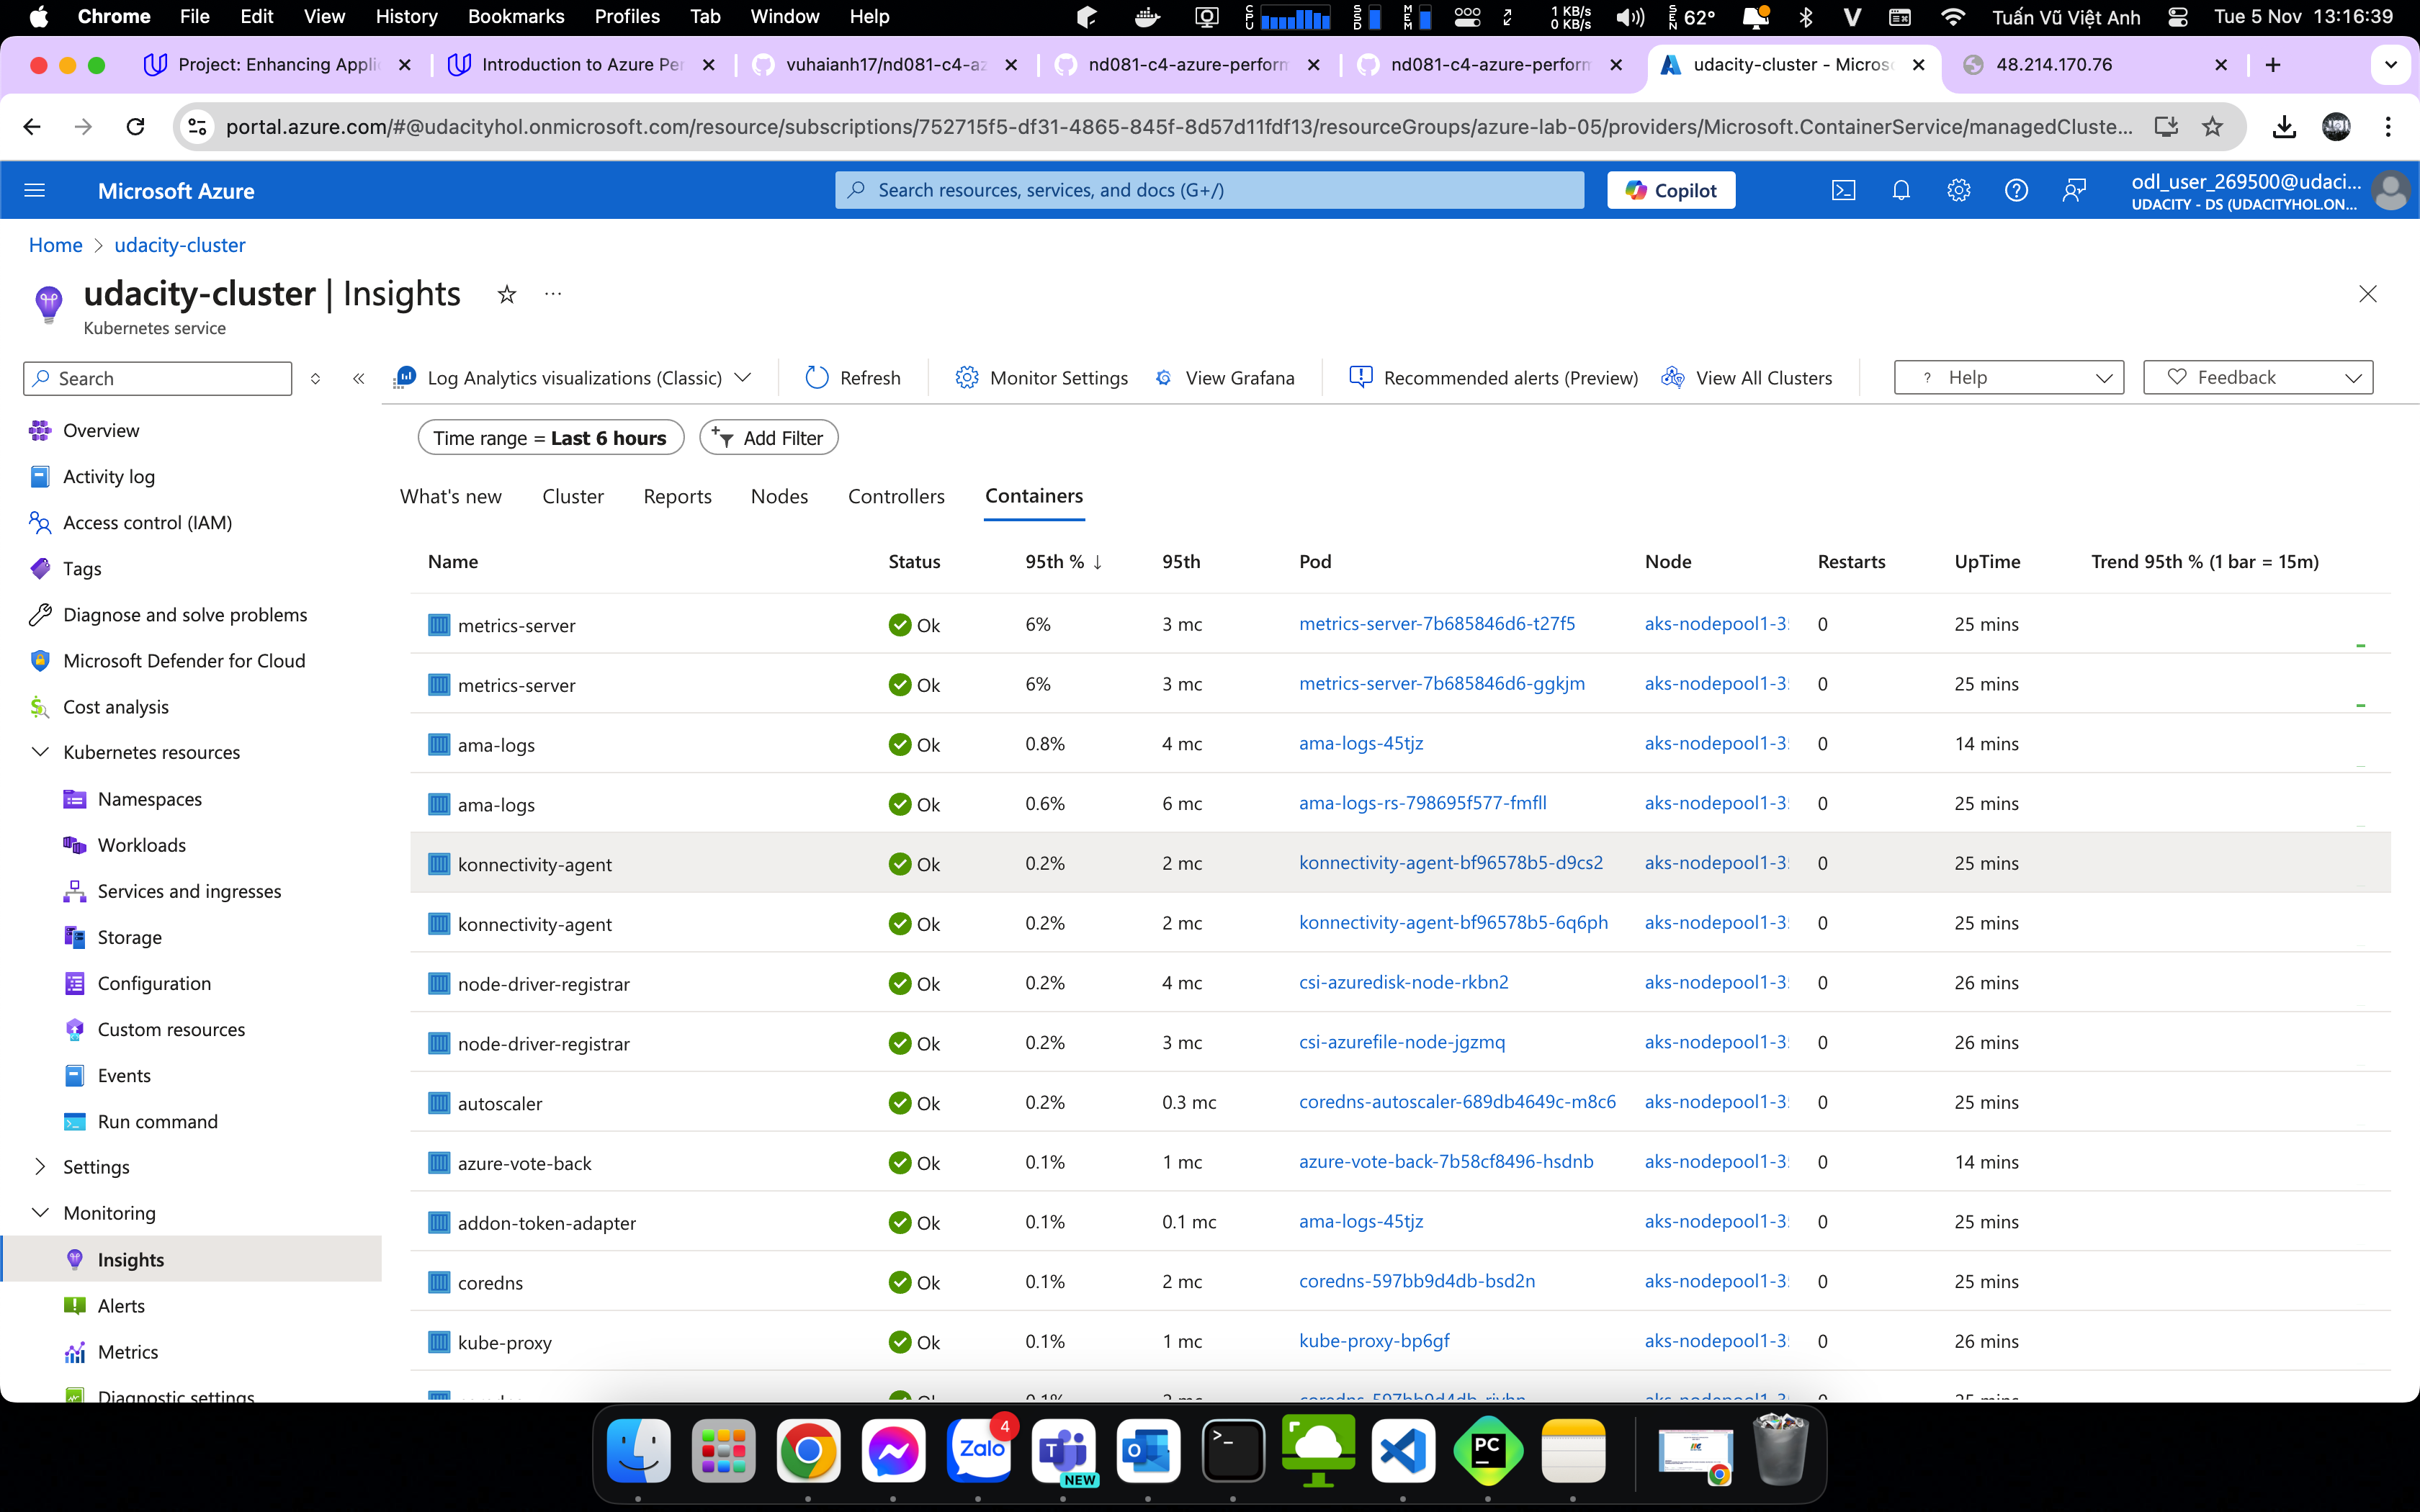 Chrome File Edit View History Bookmarks Profiles Tab Window Help CPU SSD MEM 1 KB/s 0 KB/s SEN 62° V Tuấn Vũ Việt Anh Tue 5 Nov 13:16:39
Project: Enhancing Applic Introduction to Azure Per vuhaianh17/nd081-c4-az nd081-c4-azure-perform nd081-c4-azure-perform udacity-cluster - Microso 48.214.170.76
portal.azure.com/#@udacityhol.onmicrosoft.com/resource/subscriptions/752715f5-df31-4865-845f-8d57d11fdf13/resourceGroups/azure-lab-05/providers/Microsoft.ContainerService/managedCluste...
Microsoft Azure Search resources, services, and docs (G+/) Copilot odl_user_269500@udaci...
UDACITY - DS (UDACITYHOL.ON...
Home > udacity-cluster
udacity-cluster | Insights
Kubernetes service
Search Log Analytics visualizations (Classic) Refresh Monitor Settings View Grafana Recommended alerts (Preview) View All Clusters ? Help Feedback
Time range = Last 6 hours Add Filter
What's new Cluster Reports Nodes Controllers Containers
Overview
Activity log
Access control (IAM)
Tags
Diagnose and solve problems
Microsoft Defender for Cloud
Cost analysis
Kubernetes resources
Namespaces
Workloads
Services and ingresses
Storage
Configuration
Custom resources
Events
Run command
Settings
Monitoring
Insights
Alerts
Metrics
Diagnostic settings
Name Status 95th % ↓ 95th Pod Node Restarts UpTime Trend 95th % (1 bar = 15m)
metrics-server Ok 6% 3 mc metrics-server-7b685846d6-t27f5 aks-nodepool1-3 0 25 mins
metrics-server Ok 6% 3 mc metrics-server-7b685846d6-ggkjm aks-nodepool1-3 0 25 mins
ama-logs Ok 0.8% 4 mc ama-logs-45tjz aks-nodepool1-3 0 14 mins
ama-logs Ok 0.6% 6 mc ama-logs-rs-798695f577-fmfll aks-nodepool1-3 0 25 mins
konnectivity-agent Ok 0.2% 2 mc konnectivity-agent-bf96578b5-d9cs2 aks-nodepool1-3 0 25 mins
konnectivity-agent Ok 0.2% 2 mc konnectivity-agent-bf96578b5-6q6ph aks-nodepool1-3 0 25 mins
node-driver-registrar Ok 0.2% 4 mc csi-azuredisk-node-rkbn2 aks-nodepool1-3 0 26 mins
node-driver-registrar Ok 0.2% 3 mc csi-azurefile-node-jgzmq aks-nodepool1-3 0 26 mins
autoscaler Ok 0.2% 0.3 mc coredns-autoscaler-689db4649c-m8c6 aks-nodepool1-3 0 25 mins
azure-vote-back Ok 0.1% 1 mc azure-vote-back-7b58cf8496-hsdnb aks-nodepool1-3 0 14 mins
addon-token-adapter Ok 0.1% 0.1 mc ama-logs-45tjz aks-nodepool1-3 0 25 mins
coredns Ok 0.1% 2 mc coredns-597bb9d4db-bsd2n aks-nodepool1-3 0 25 mins
kube-proxy Ok 0.1% 1 mc kube-proxy-bp6gf aks-nodepool1-3 0 26 mins
Zalo 4 T NEW PC